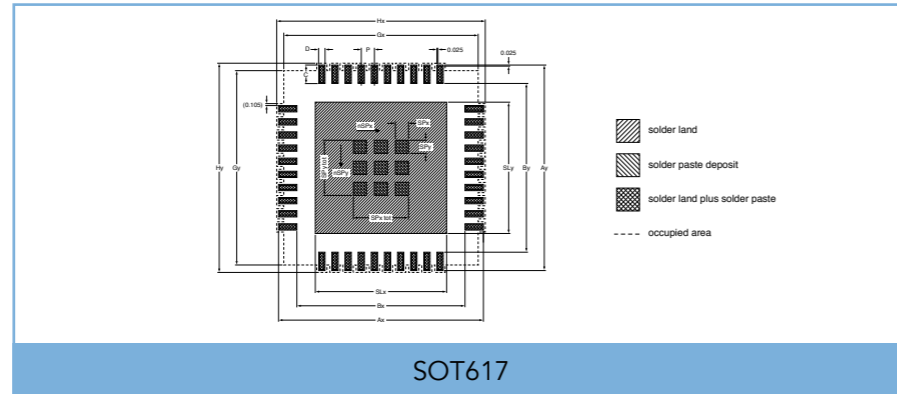 Hx
Gx
D
P
0.025
0.025
C
(0.105)
nSPx
SPx
SPy
SPy tot
nSPy
SPx tot
Hy
Gy
SLy
By
Ay
SLx
Bx
Ax
solder land
solder paste deposit
solder land plus solder paste
occupied area
SOT617